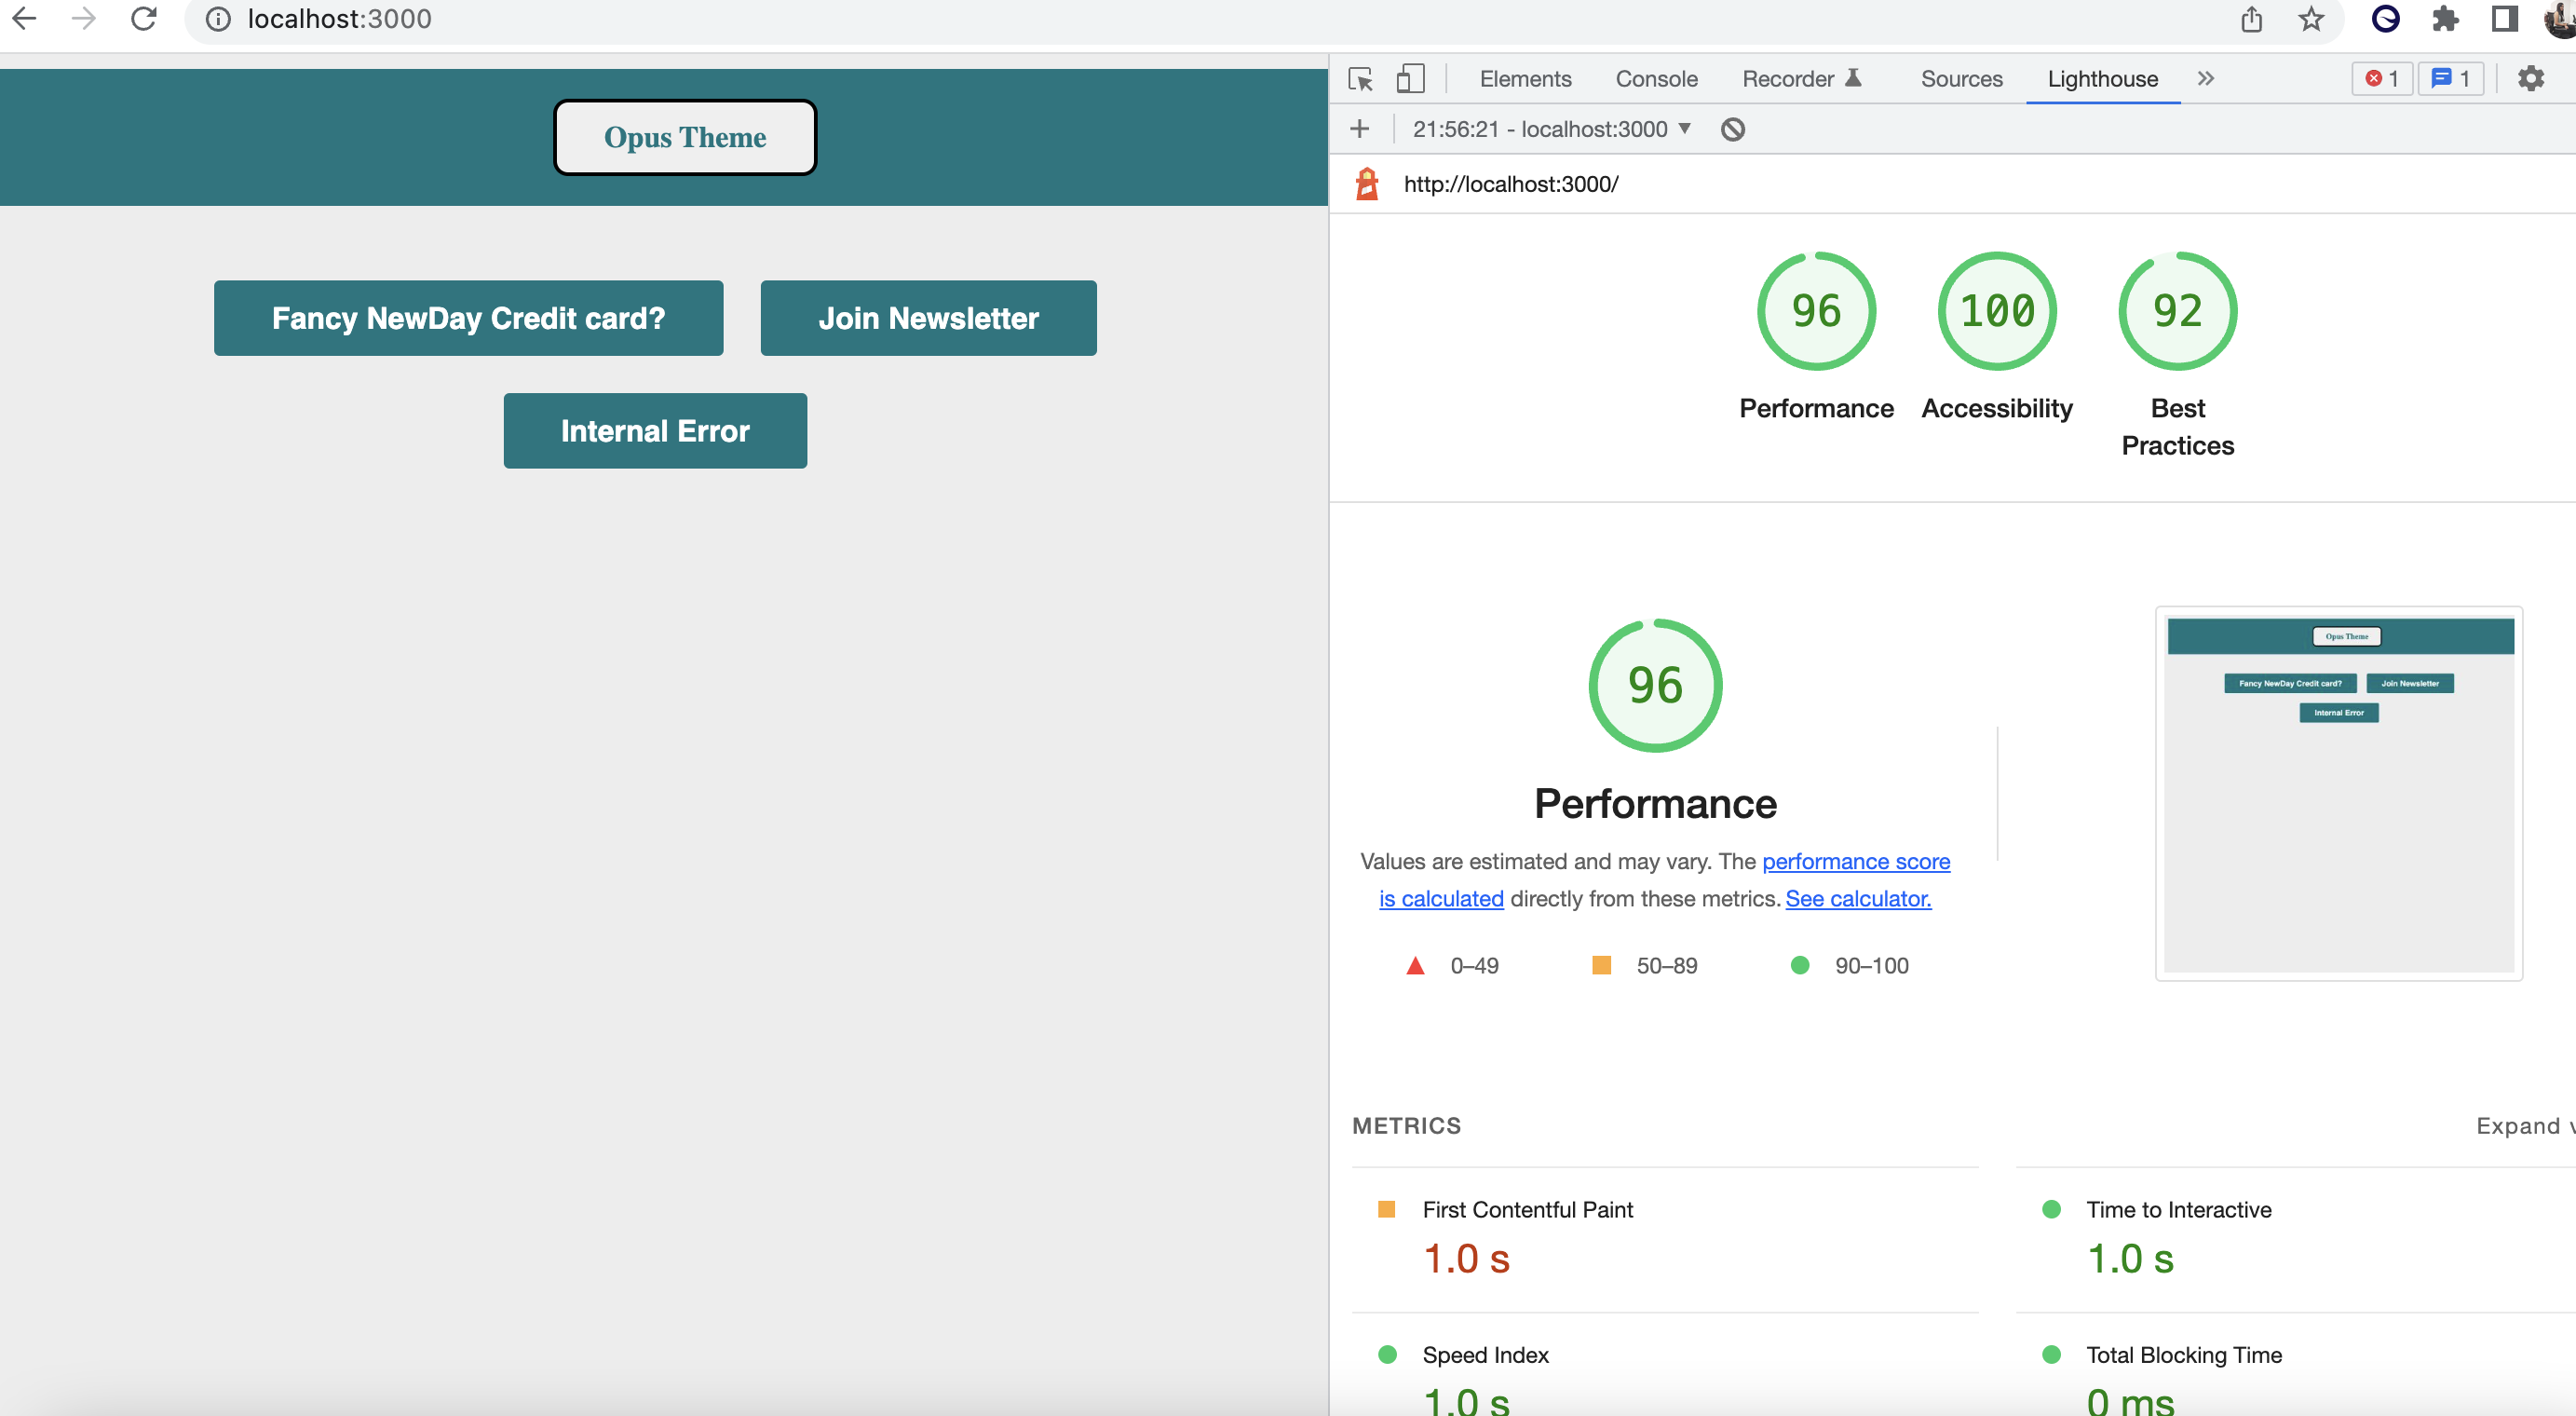 localhost:3000
Opus Theme
Fancy NewDay Credit card?
Join Newsletter
Internal Error
Elements
Console
Recorder
Sources
Lighthouse
1
1
21:56:21 - localhost:3000
http://localhost:3000/
96
100
92
Performance
Accessibility
Best
Practices
96
Performance
Values are estimated and may vary. The performance score
is calculated directly from these metrics. See calculator.
0–49
50–89
90–100
Opus Theme
Fancy NewDay Credit card?
Join Newsletter
Internal Error
METRICS
Expand v
First Contentful Paint
1.0 s
Time to Interactive
1.0 s
Speed Index
1.0 s
Total Blocking Time
0 ms